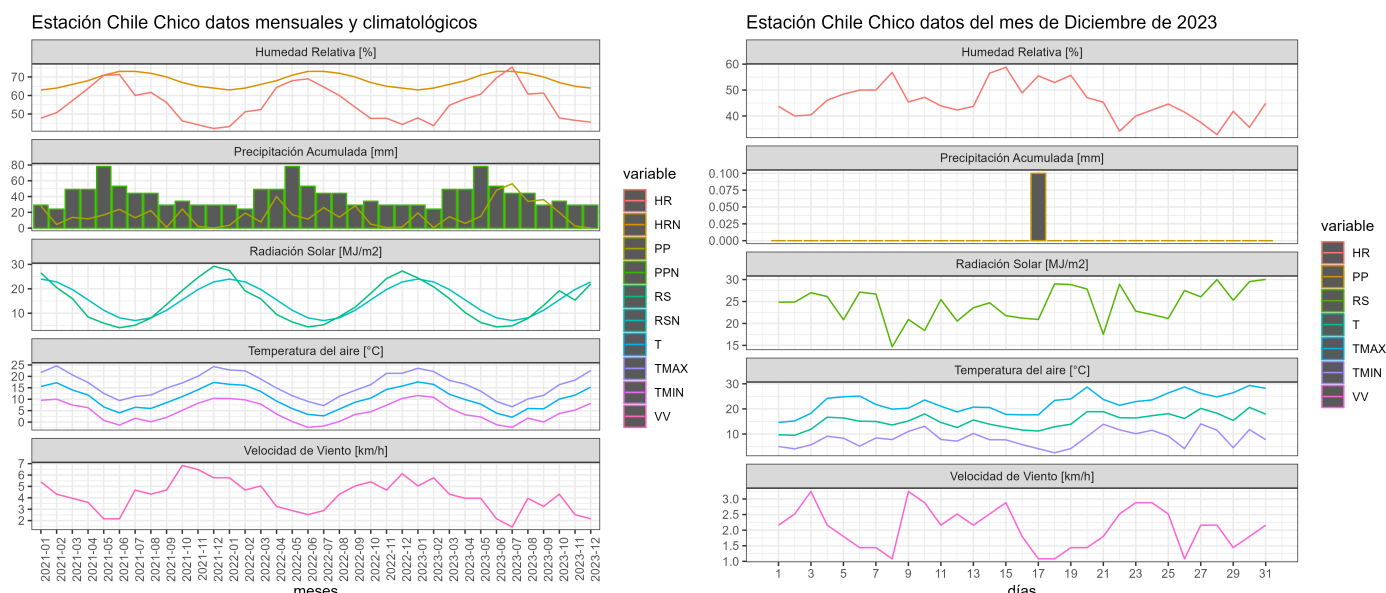 Estación Chile Chico datos mensuales y climatológicos
Humedad Relativa [%]
70
60
50
Precipitación Acumulada [mm]
80
60
40
20
0
Radiación Solar [MJ/m2]
30
20
10
Temperatura del aire [°C]
25
20
15
10
5
0
Velocidad de Viento [km/h]
7
6
5
4
3
2
2021-01
2021-02
2021-03
2021-04
2021-05
2021-06
2021-07
2021-08
2021-09
2021-10
2021-11
2021-12
2022-01
2022-02
2022-03
2022-04
2022-05
2022-06
2022-07
2022-08
2022-09
2022-10
2022-11
2022-12
2023-01
2023-02
2023-03
2023-04
2023-05
2023-06
2023-07
2023-08
2023-09
2023-10
2023-11
2023-12
meses
variable
HR
HRN
PP
PPN
RS
RSN
T
TMAX
TMIN
VV
Estación Chile Chico datos del mes de Diciembre de 2023
Humedad Relativa [%]
60
50
40
Precipitación Acumulada [mm]
0.100
0.075
0.050
0.025
0.000
Radiación Solar [MJ/m2]
30
25
20
15
Temperatura del aire [°C]
30
20
10
Velocidad de Viento [km/h]
3.0
2.5
2.0
1.5
1.0
1 3 5 7 9 11 13 15 17 19 21 23 25 27 29 31
días
variable
HR
PP
RS
T
TMAX
TMIN
VV